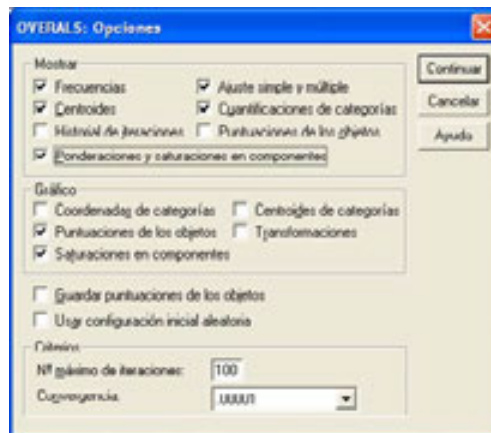 OVERALS: Opciones
Mostrar
Frecuencias
Ajuste simple y múltiple
Centroides
Cuantificaciones de categorías
Historial de iteraciones
Puntuaciones de los objetos
Ponderaciones y saturaciones en componentes
Gráfico
Coordenadas de categorías
Centroides de categorías
Puntuaciones de los objetos
Transformaciones
Saturaciones en componentes
Guardar puntuaciones de los objetos
Usar configuración inicial aleatoria
Criterios
Nº máximo de iteraciones:
100
Convergencia
.00001
Continuar
Cancelar
Ayuda